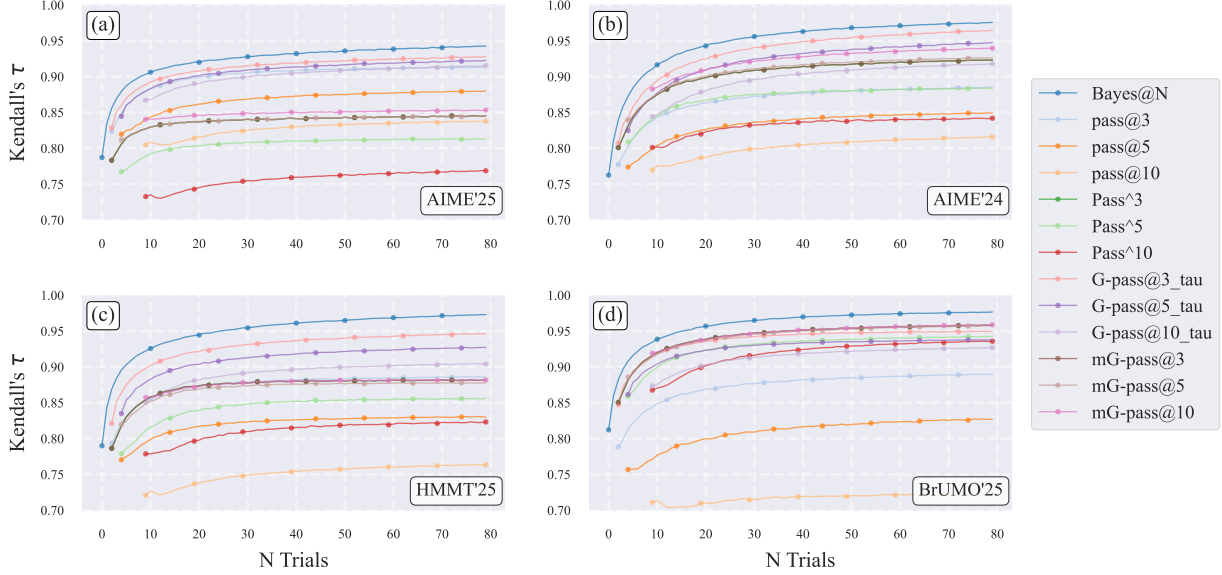 1.00 (a)
0.95
0.90
0.85
0.80
0.75
0.70
Kendall's τ
AIME'25
0 10 20 30 40 50 60 70 80
1.00 (b)
0.95
0.90
0.85
0.80
0.75
0.70
AIME'24
0 10 20 30 40 50 60 70 80
1.00 (c)
0.95
0.90
0.85
0.80
0.75
0.70
Kendall's τ
HMMT'25
0 10 20 30 40 50 60 70 80
N Trials
1.00 (d)
0.95
0.90
0.85
0.80
0.75
0.70
BrUMO'25
0 10 20 30 40 50 60 70 80
N Trials
Bayes@N
pass@3
pass@5
pass@10
Pass^3
Pass^5
Pass^10
G-pass@3_tau
G-pass@5_tau
G-pass@10_tau
mG-pass@3
mG-pass@5
mG-pass@10